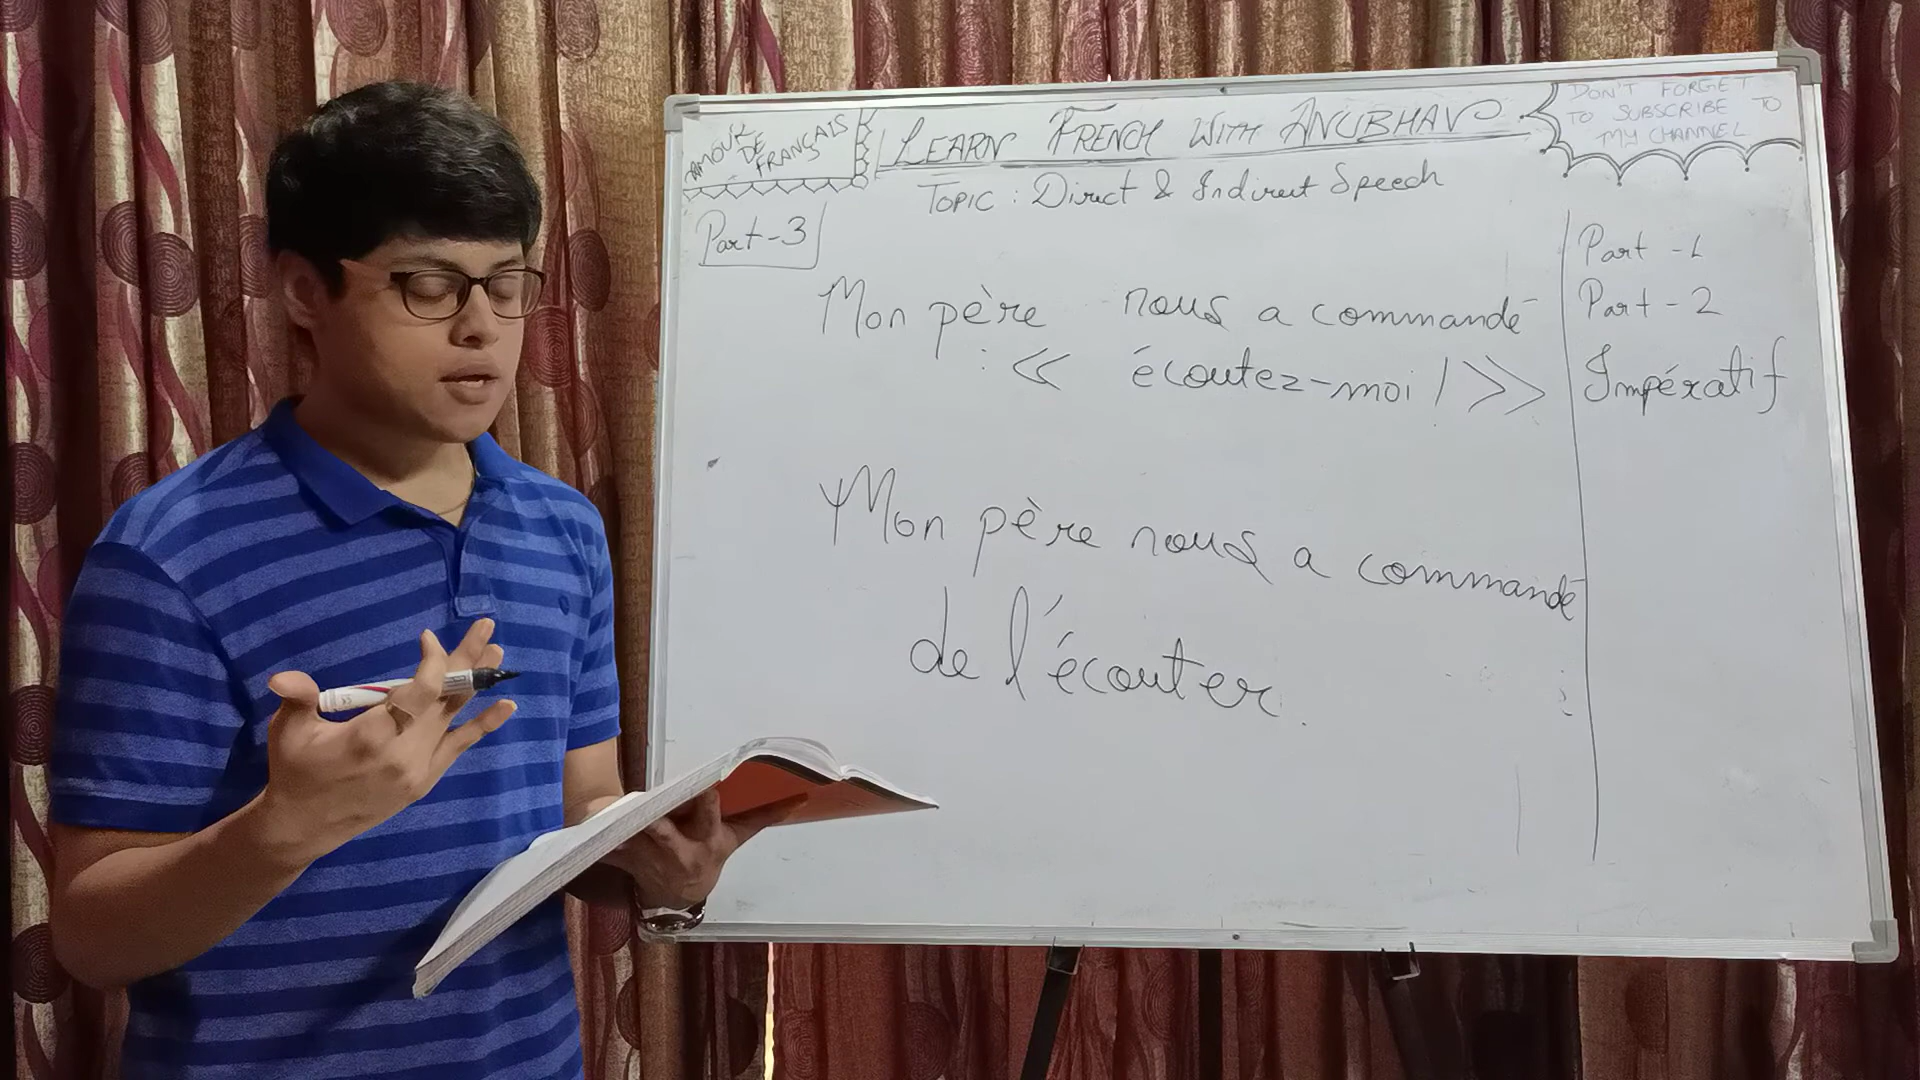 AMOUR
DE
FRANÇAIS
LEARN FRENCH WITH ANUBHAV
DON'T FORGET
TO SUBSCRIBE TO
MY CHANNEL
TOPIC : Direct & Indirect Speech
Part-3
Mon père nous a commandé
: << écoutez-moi ! >>
Mon père nous a commandé
de l'écouter.
Part - 1
Part - 2
Impératif